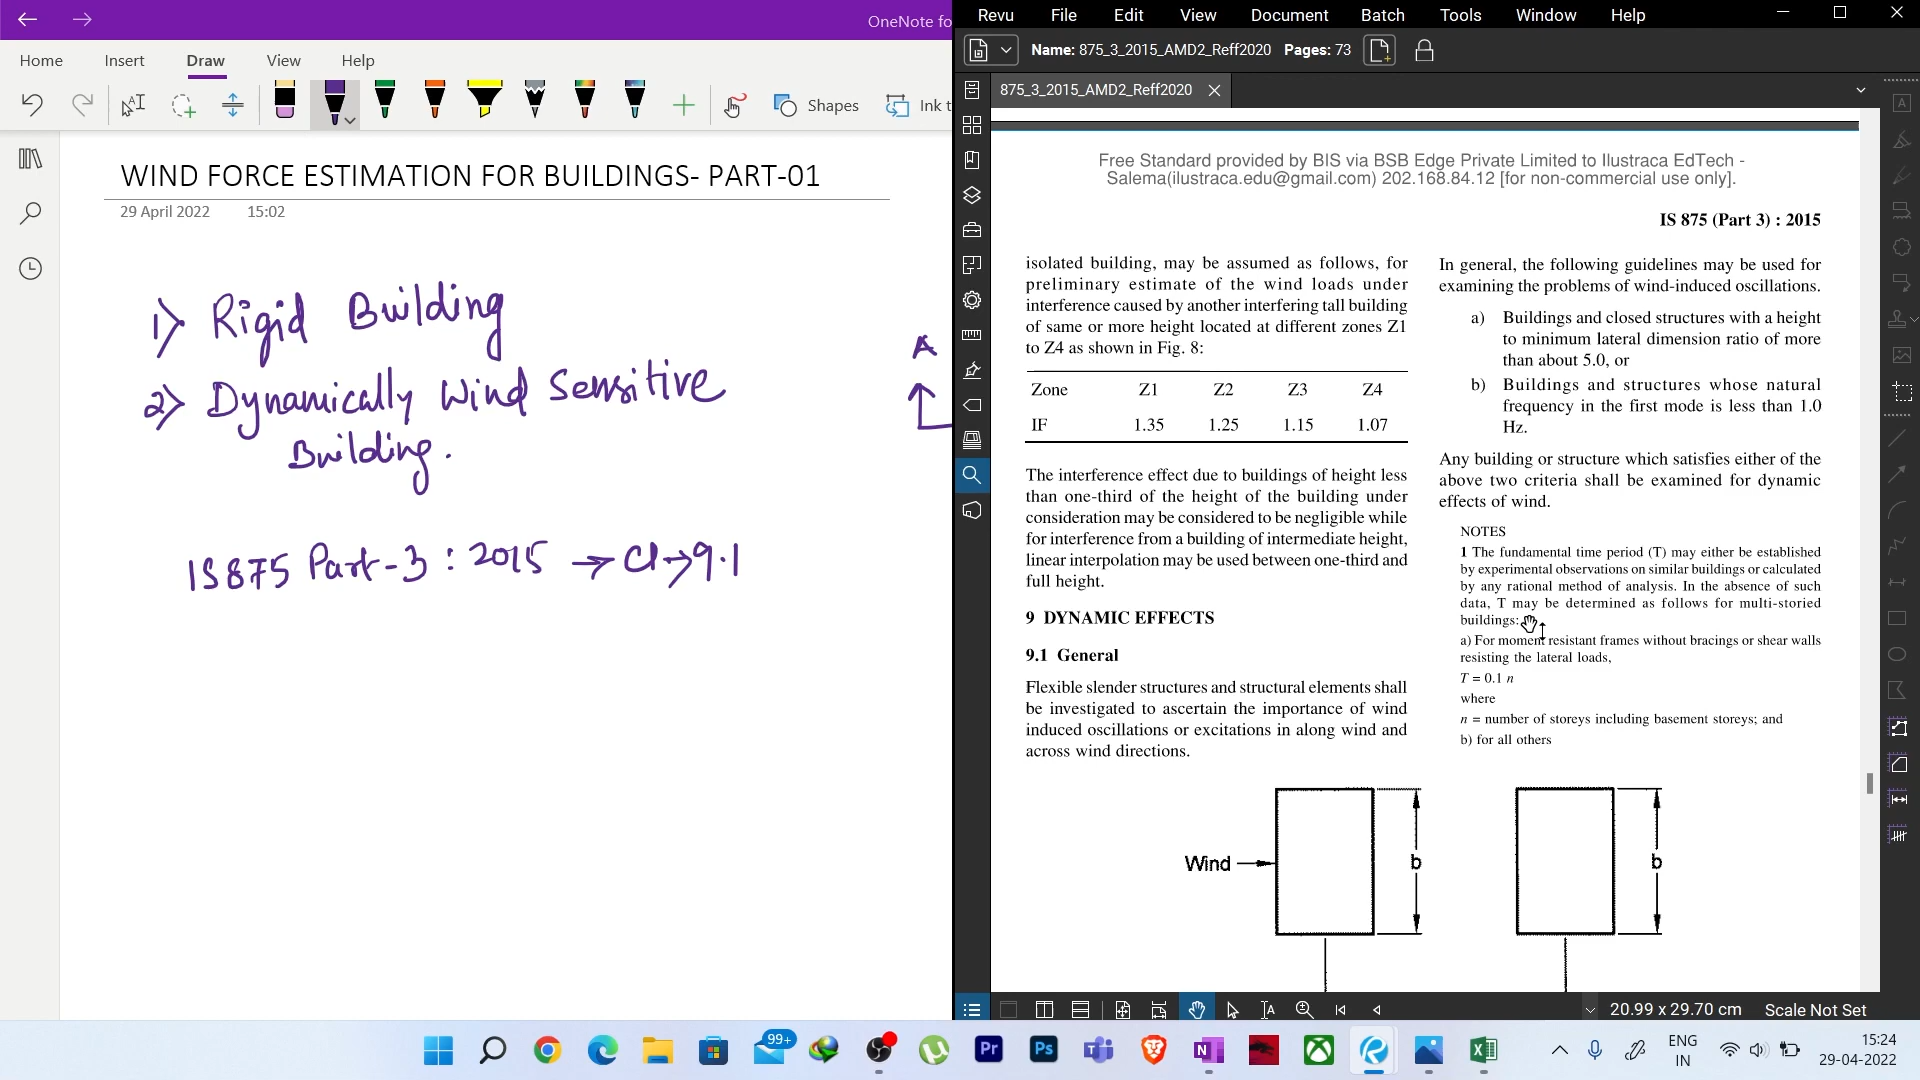 OneNote fo
Home Insert Draw View Help
Shapes
Ink t
WIND FORCE ESTIMATION FOR BUILDINGS- PART-01
29 April 2022 15:02
1) Rigid Building
2) Dynamically Wind Sensitive
Building.
IS 875 Part-3 : 2015 → Cl → 9.1
A
Revu File Edit View Document Batch Tools Window Help
Name: 875_3_2015_AMD2_Reff2020 Pages: 73
875_3_2015_AMD2_Reff2020
Free Standard provided by BIS via BSB Edge Private Limited to Ilustraca EdTech -
Salema(ilustraca.edu@gmail.com) 202.168.84.12 [for non-commercial use only].
IS 875 (Part 3) : 2015
isolated building, may be assumed as follows, for
preliminary estimate of the wind loads under
interference caused by another interfering tall building
of same or more height located at different zones Z1
to Z4 as shown in Fig. 8:
Zone Z1 Z2 Z3 Z4
IF 1.35 1.25 1.15 1.07
The interference effect due to buildings of height less
than one-third of the height of the building under
consideration may be considered to be negligible while
for interference from a building of intermediate height,
linear interpolation may be used between one-third and
full height.
9 DYNAMIC EFFECTS
9.1 General
Flexible slender structures and structural elements shall
be investigated to ascertain the importance of wind
induced oscillations or excitations in along wind and
across wind directions.
In general, the following guidelines may be used for
examining the problems of wind-induced oscillations.
a) Buildings and closed structures with a height
to minimum lateral dimension ratio of more
than about 5.0, or
b) Buildings and structures whose natural
frequency in the first mode is less than 1.0
Hz.
Any building or structure which satisfies either of the
above two criteria shall be examined for dynamic
effects of wind.
NOTES
1 The fundamental time period (T) may either be established
by experimental observations on similar buildings or calculated
by any rational method of analysis. In the absence of such
data, T may be determined as follows for multi-storied
buildings:
a) For moment resistant frames without bracings or shear walls
resisting the lateral loads,
T = 0.1 n
where
n = number of storeys including basement storeys; and
b) for all others
Wind b b
20.99 x 29.70 cm Scale Not Set
99+
Pr Ps
ENG
IN
15:24
29-04-2022